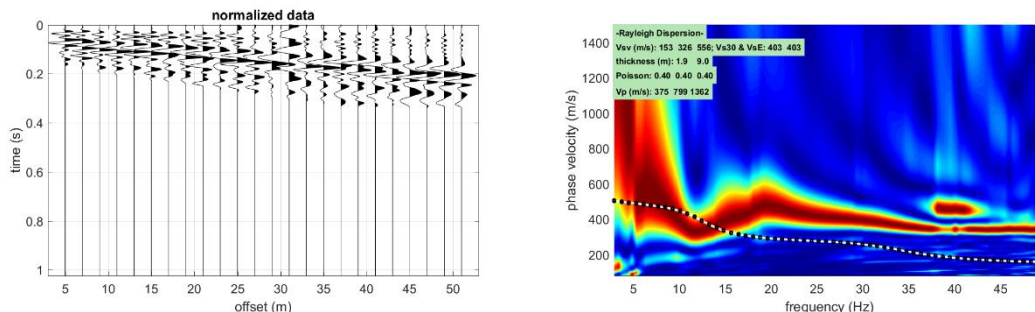 normalized data
0
0.2
0.4
0.6
0.8
1
time (s)
5 10 15 20 25 30 35 40 45 50
offset (m)
-Rayleigh Dispersion-
Vsv (m/s): 153 326 556; Vs30 & VsE: 403 403
thickness (m): 1.9 9.0
Poisson: 0.40 0.40 0.40
Vp (m/s): 375 799 1362
1400
1200
1000
800
600
400
200
phase velocity (m/s)
5 10 15 20 25 30 35 40 45
frequency (Hz)